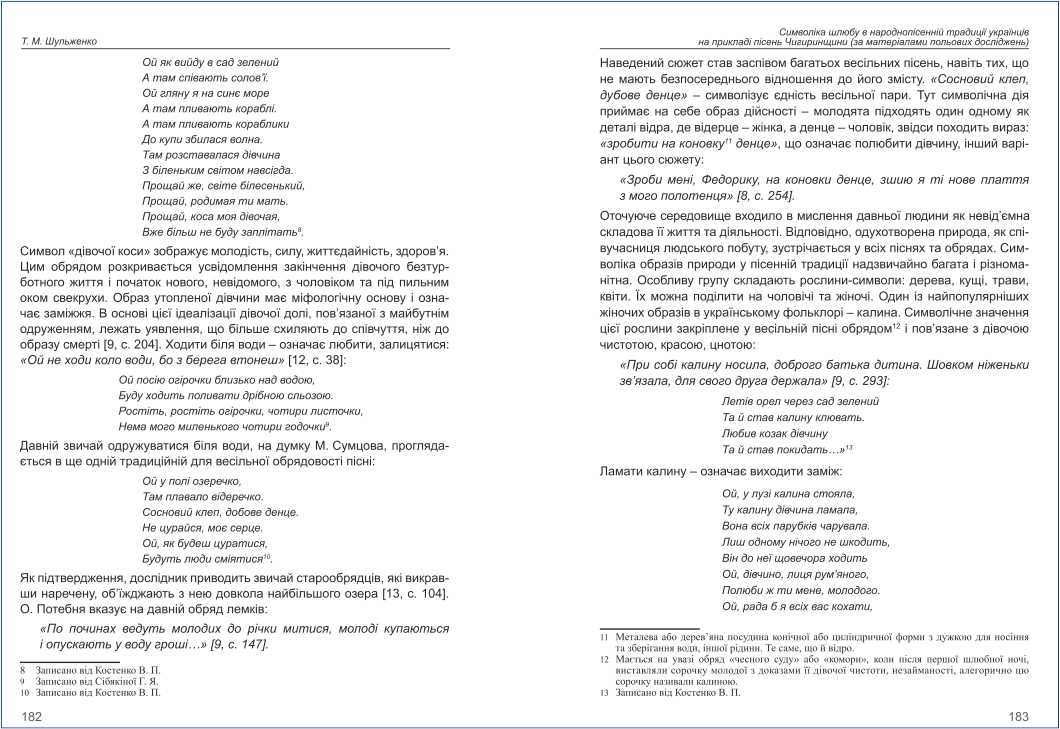 Т. М. Шульженко
Ой як вийду в сад зелений
А там співають солов’ї.
Ой гляну я на синє море
А там пливають кораблі.
А там пливають кораблики
До купи збилася волна.
Там розставалася дівчина
З біленьким світом навсігда.
Прощай же, світе білесенький,
Прощай, родимая ти мать.
Прощай, коса моя дівочая,
Вже більш не буду заплітать⁸.
Символ «дівочої коси» зображує молодість, силу, життєдайність, здоров’я.
Цим обрядом розкривається усвідомлення закінчення дівочого безтур-
ботного життя і початок нового, невідомого, з чоловіком та під пильним
оком свекрухи. Образ утопленої дівчини має міфологічну основу і озна-
чає заміжжя. В основі цієї ідеалізації дівочої долі, пов’язаної з майбутнім
одруженням, лежать уявлення, що більше схиляють до співчуття, ніж до
образу смерті [9, с. 204]. Ходити біля води – означає любити, залицятися:
«Ой не ходи коло води, бо з берега втонеш» [12, с. 38]:
Ой посію огірочки близько над водою,
Буду ходить поливати дрібною сльозою.
Ростіть, ростіть огірочки, чотири листочки,
Нема мого миленького чотири годочки⁹.
Давній звичай одружуватися біля води, на думку М. Сумцова, прогляда-
ється в ще одній традиційній для весільної обрядовості пісні:
Ой у полі озеречко,
Там плавало відеречко.
Сосновий клеп, добове денце.
Не цурайся, моє серце.
Ой, як будеш цуратися,
Будуть люди сміятися¹⁰.
Як підтвердження, дослідник приводить звичай старообрядців, які викрав-
ши наречену, об’їжджають з нею довкола найбільшого озера [13, с. 104].
О. Потебня вказує на давній обряд лемків:
«По починах ведуть молодих до річки митися, молоді купаються
і опускають у воду гроші…» [9, с. 147].
8 Записано від Костенко В. П.
9 Записано від Сібякіної Г. Я.
10 Записано від Костенко В. П.
182
Символіка шлюбу в народнопісенній традиції українців
на прикладі пісень Чигиринщини (за матеріалами польових досліджень)
Наведений сюжет став заспівом багатьох весільних пісень, навіть тих, що
не мають безпосереднього відношення до його змісту. «Сосновий клеп,
дубове денце» – символізує єдність весільної пари. Тут символічна дія
приймає на себе образ дійсності – молодята підходять один одному як
деталі відра, де відерце – жінка, а денце – чоловік, звідси походить вираз:
«зробити на коновку¹¹ денце», що означає полюбити дівчину, інший варі-
ант цього сюжету:
«Зроби мені, Федорику, на коновки денце, зшию я ті нове плаття
з мого полотенця» [8, с. 254].
Оточуюче середовище входило в мислення давньої людини як невід’ємна
складова її життя та діяльності. Відповідно, одухотворена природа, як спі-
вучасниця людського побуту, зустрічається у всіх піснях та обрядах. Сим-
воліка образів природи у пісенній традиції надзвичайно багата і різнома-
нітна. Особливу групу складають рослини-символи: дерева, кущі, трави,
квіти. Їх можна поділити на чоловічі та жіночі. Один із найпопулярніших
жіночих образів в українському фольклорі – калина. Символічне значення
цієї рослини закріплене у весільній пісні обрядом¹² і пов’язане з дівочою
чистотою, красою, цнотою:
«При собі калину носила, доброго батька дитина. Шовком ніженьки
зв’язала, для свого друга держала» [9, с. 293]:
Летів орел через сад зелений
Та й став калину клювать.
Любив козак дівчину
Та й став покидать…»¹³
Ламати калину – означає виходити заміж:
Ой, у лузі калина стояла,
Ту калину дівчина ламала,
Вона всіх парубків чарувала.
Лиш одному нічого не шкодить,
Він до неї щовечора ходить
Ой, дівчино, лиця рум’яного,
Полюби ж ти мене, молодого.
Ой, рада б я всіх вас кохати,
11 Металева або дерев’яна посудина конічної або циліндричної форми з дужкою для носіння
та зберігання води, іншої рідини. Те саме, що й відро.
12 Мається на увазі обряд «чесного суду» або «комори», коли після першої шлюбної ночі,
виставляли сорочку молодої з доказами її дівочої чистоти, незайманості, алегорично цю
сорочку називали калиною.
13 Записано від Костенко В. П.
183